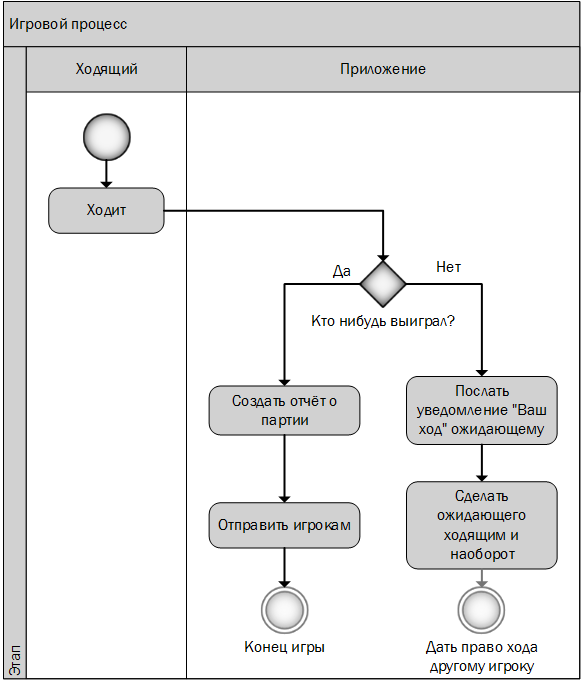 Игровой процесс
Ходящий
Приложение
Ходит
Да
Нет
Кто нибудь выиграл?
Создать отчёт о
партии
Послать
уведомление "Ваш
ход" ожидающему
Отправить игрокам
Сделать
ожидающего
ходящим и
наоборот
Конец игры
Дать право хода
другому игроку
Этап